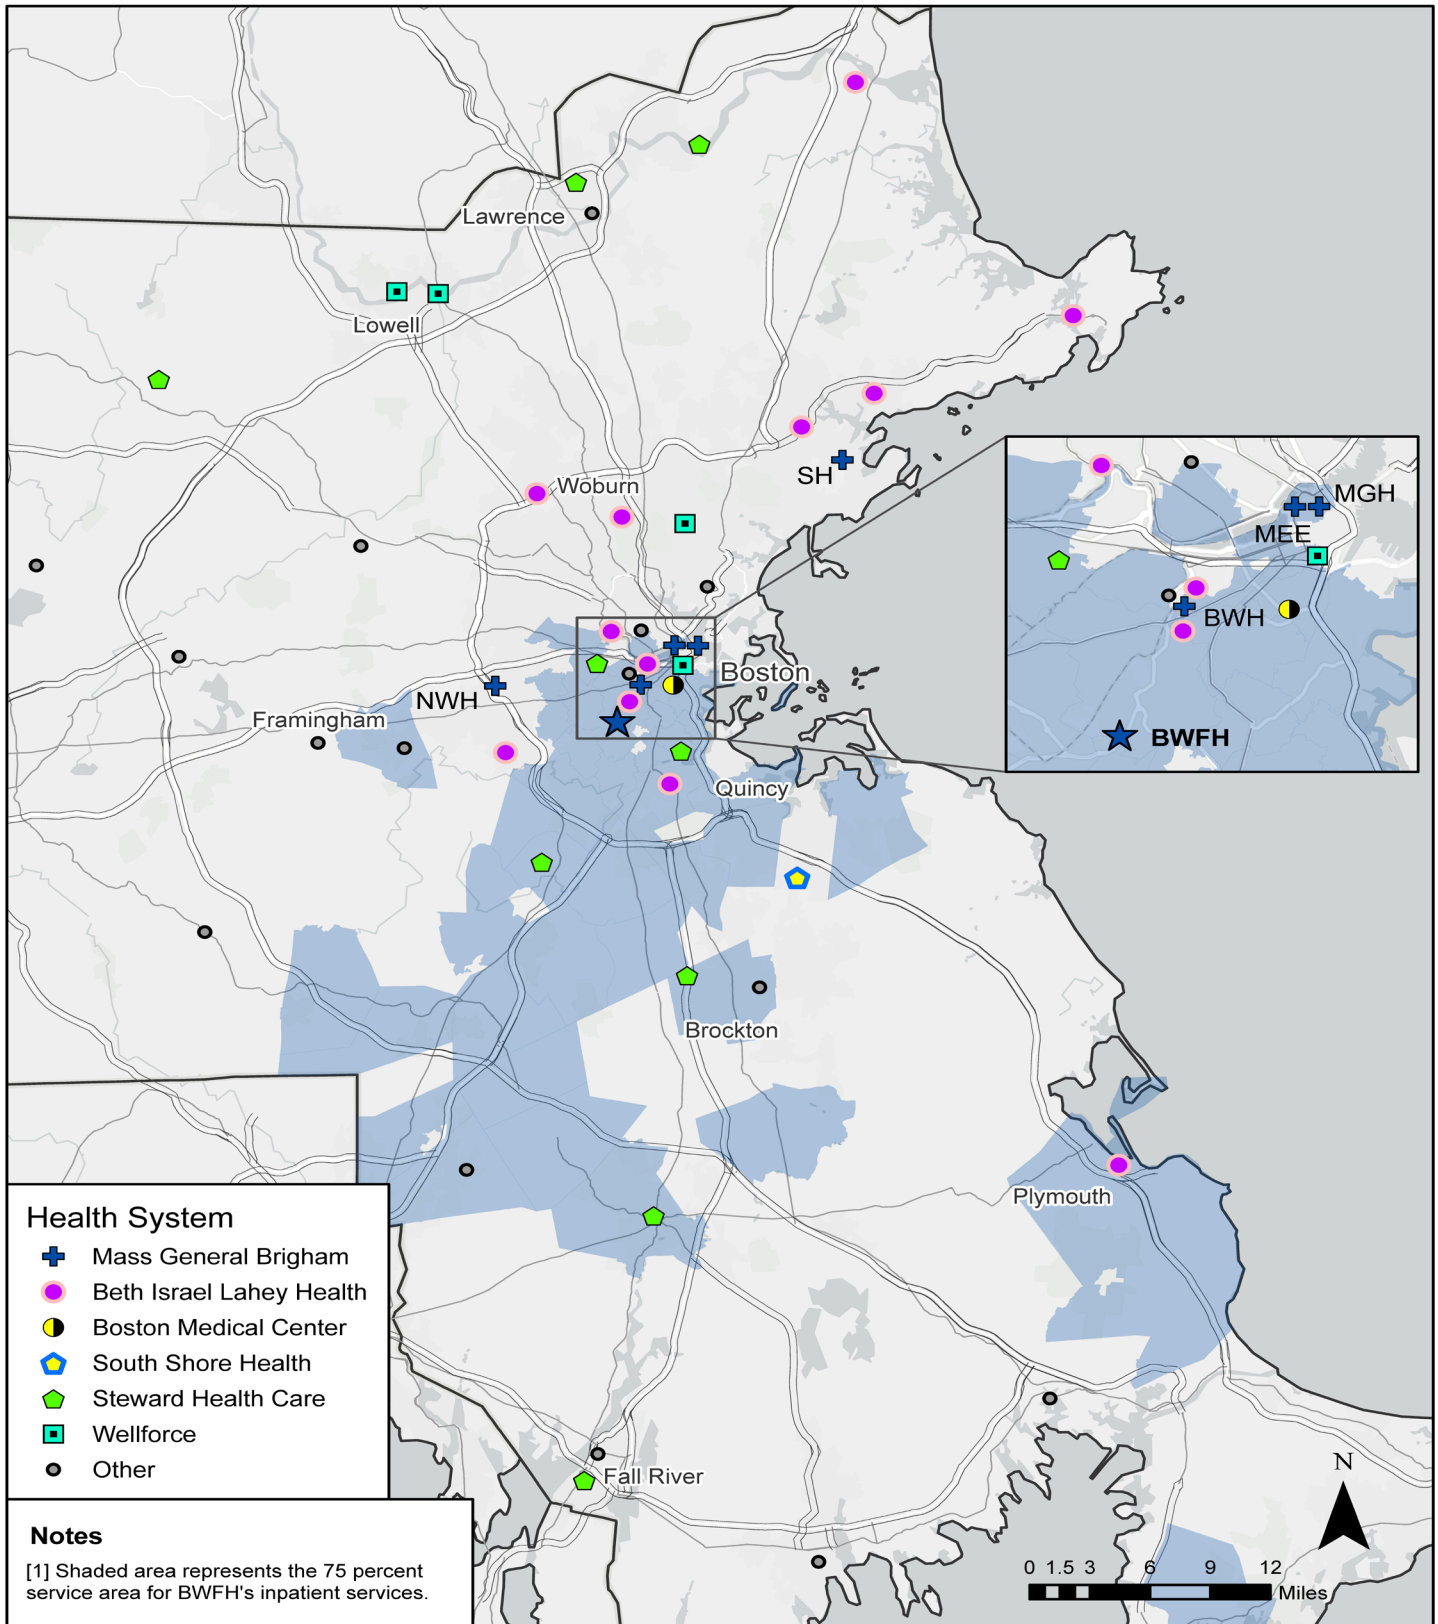 Lawrence
Lowell
SH
Woburn
MGH
MEE
BWH
BWFH
Boston
NWH
Framingham
Quincy
Brockton
Plymouth
Health System
Mass General Brigham
Beth Israel Lahey Health
Boston Medical Center
South Shore Health
Steward Health Care
Wellforce
Other
Fall River
N
Notes
[1] Shaded area represents the 75 percent
service area for BWFH's inpatient services.
0 1.5 3 6 9 12
Miles